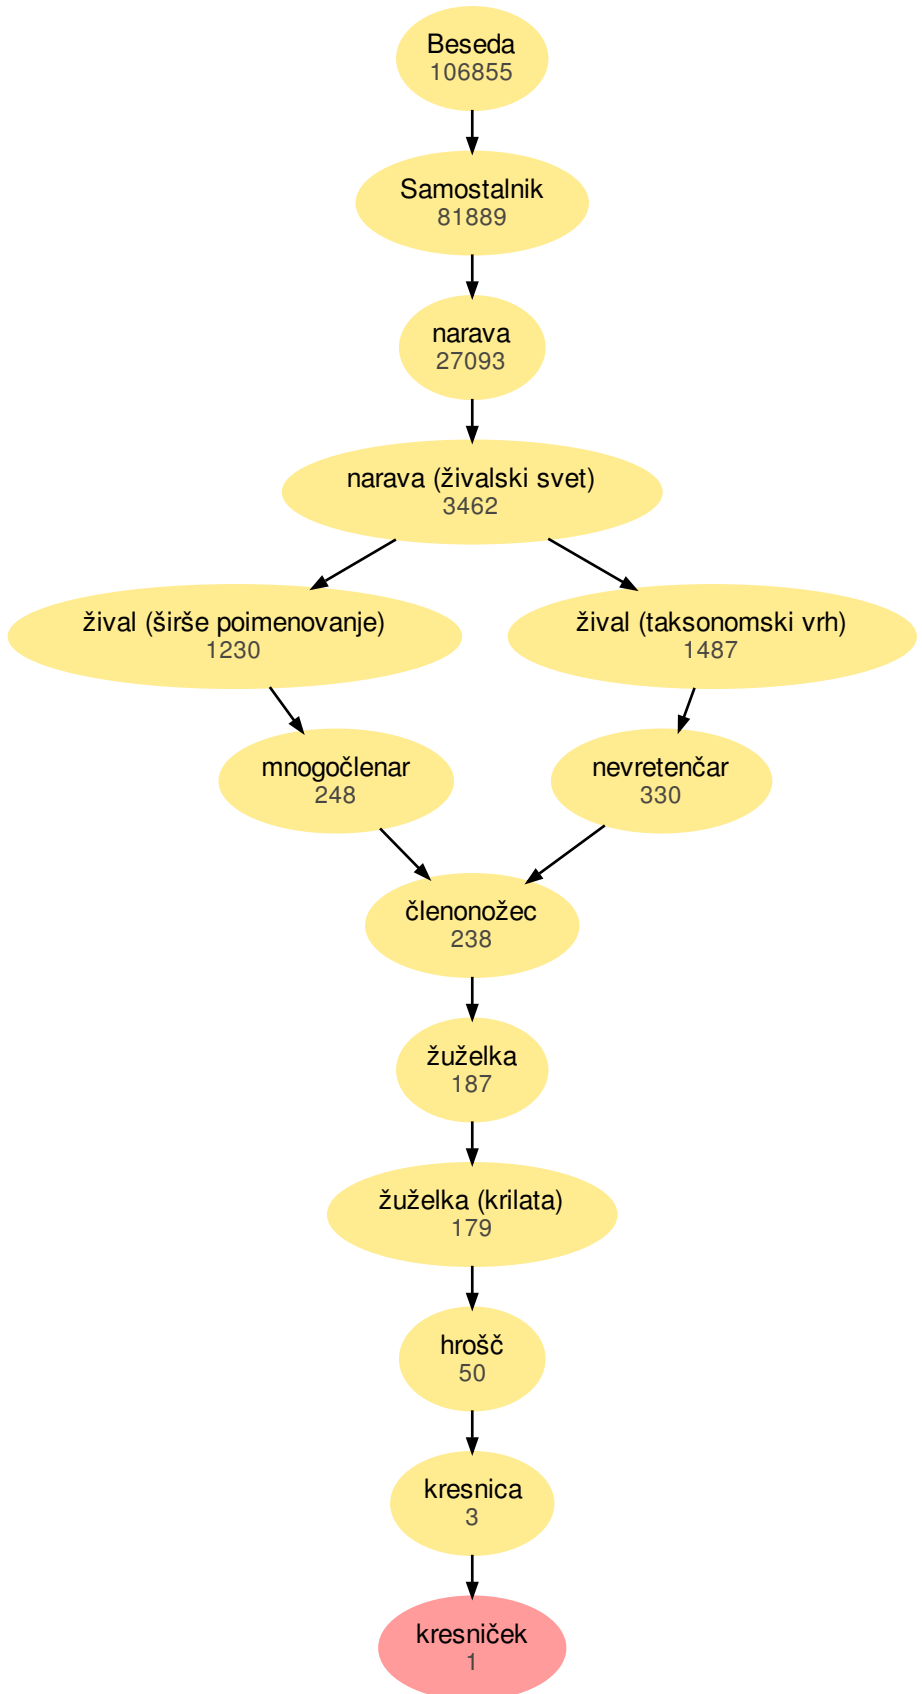 Beseda
106855
Samostalnik
81889
narava
27093
narava (živalski svet)
3462
žival (širše poimenovanje)
1230
žival (taksonomski vrh)
1487
mnogočlenar
248
nevretenčar
330
členonožec
238
žuželka
187
žuželka (krilata)
179
hrošč
50
kresnica
3
kresniček
1